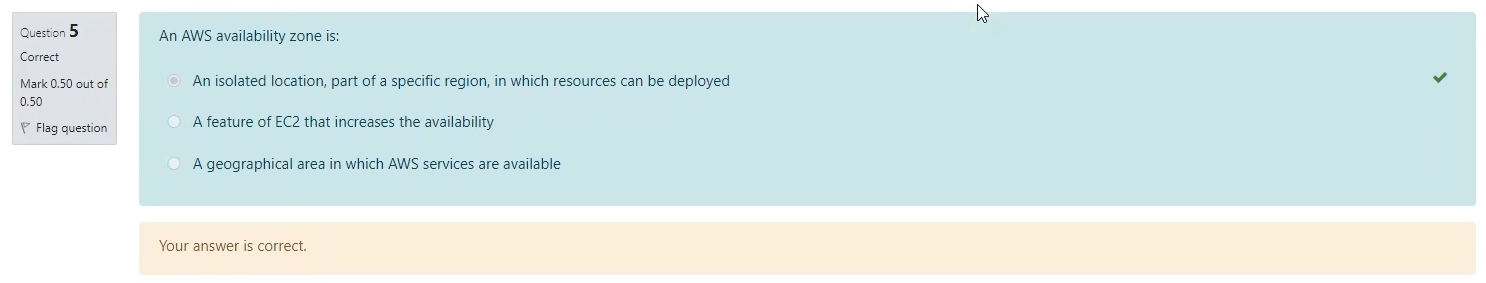 Question 5
Correct
Mark 0.50 out of
0.50
Flag question
An AWS availability zone is:
An isolated location, part of a specific region, in which resources can be deployed
A feature of EC2 that increases the availability
A geographical area in which AWS services are available
Your answer is correct.